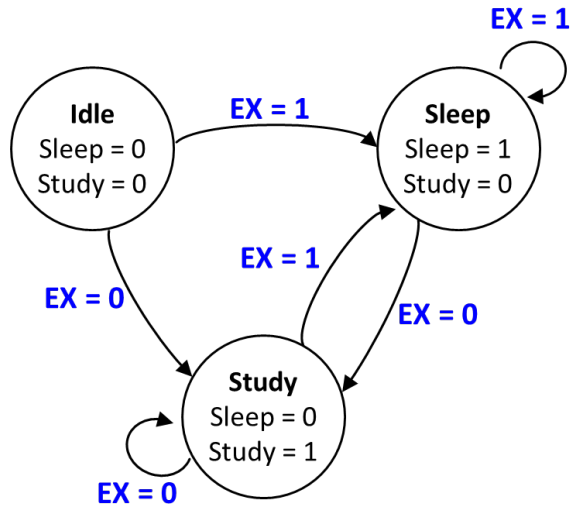 EX = 1
Idle
Sleep = 0
Study = 0
EX = 1
Sleep
Sleep = 1
Study = 0
EX = 1
EX = 0
EX = 0
Study
Sleep = 0
Study = 1
EX = 0